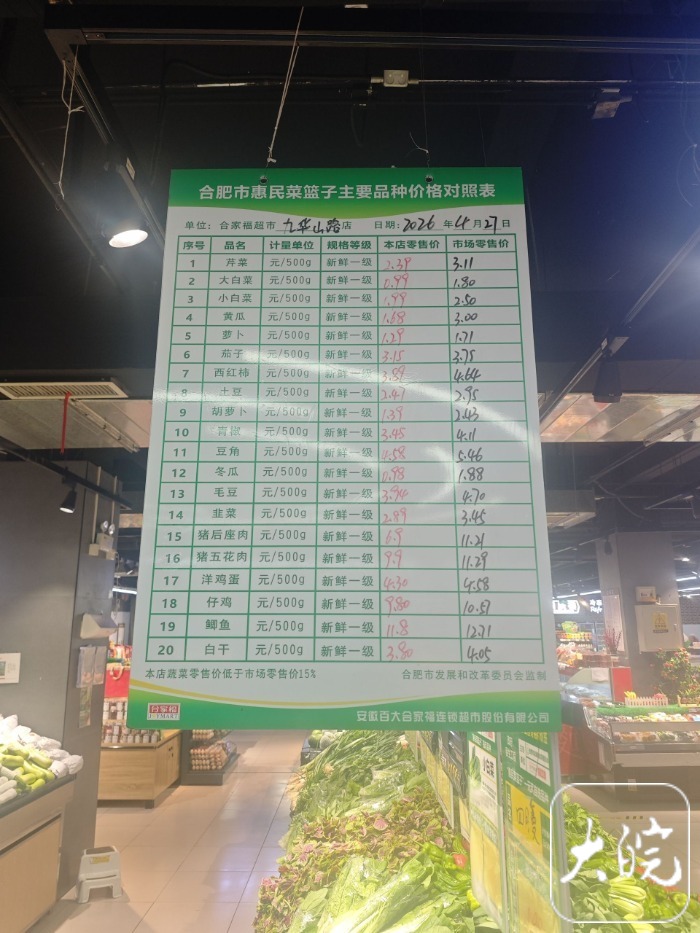 合肥市惠民菜篮子主要品种价格对照表
单位：合家福超市 九华山路 店 日期：2026 年 4 月 27 日
序号 品名 计量单位 规格等级 本店零售价 市场零售价
1 芹菜 元/500g 新鲜一级 2.39 3.11
2 大白菜 元/500g 新鲜一级 0.99 1.80
3 小白菜 元/500g 新鲜一级 1.99 2.50
4 黄瓜 元/500g 新鲜一级 1.68 3.00
5 萝卜 元/500g 新鲜一级 1.29 1.71
6 茄子 元/500g 新鲜一级 3.15 3.75
7 西红柿 元/500g 新鲜一级 3.89 4.64
8 土豆 元/500g 新鲜一级 2.47 2.95
9 胡萝卜 元/500g 新鲜一级 1.39 2.43
10 青椒 元/500g 新鲜一级 3.45 4.11
11 豆角 元/500g 新鲜一级 4.58 5.46
12 冬瓜 元/500g 新鲜一级 0.98 1.88
13 毛豆 元/500g 新鲜一级 3.94 4.70
14 韭菜 元/500g 新鲜一级 2.89 3.45
15 猪后座肉 元/500g 新鲜一级 6.9 11.21
16 猪五花肉 元/500g 新鲜一级 9.9 11.29
17 洋鸡蛋 元/500g 新鲜一级 4.30 4.58
18 仔鸡 元/500g 新鲜一级 9.80 10.57
19 鲫鱼 元/500g 新鲜一级 11.8 12.71
20 白干 元/500g 新鲜一级 3.80 4.05
本店蔬菜零售价低于市场零售价15% 合肥市发展和改革委员会监制
合家福
安徽百大合家福连锁超市股份有限公司
大皖